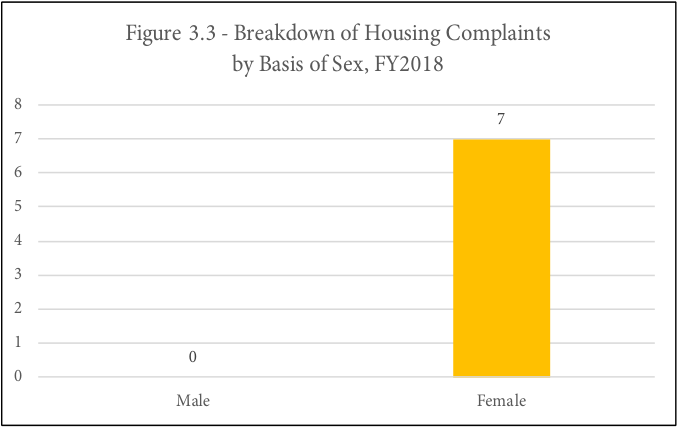 Figure 3.3 - Breakdown of Housing Complaints
by Basis of Sex, FY2018
8
7
7
6
5
4
3
2
1
0
0
Male
Female